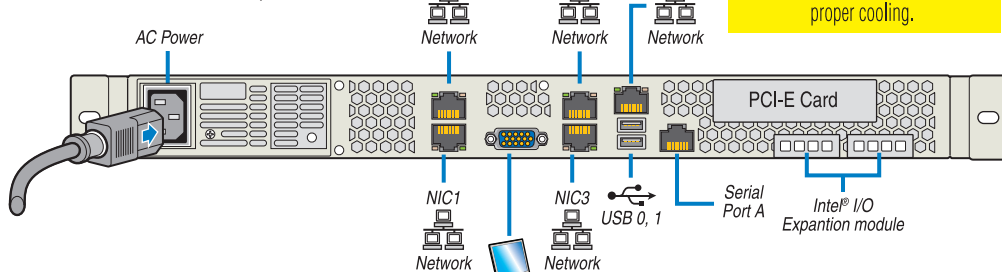 proper cooling.
AC Power
Network
Network
Network
PCI-E Card
NIC1
Network
NIC3
Network
USB 0, 1
Serial
Port A
Intel® I/O
Expantion module